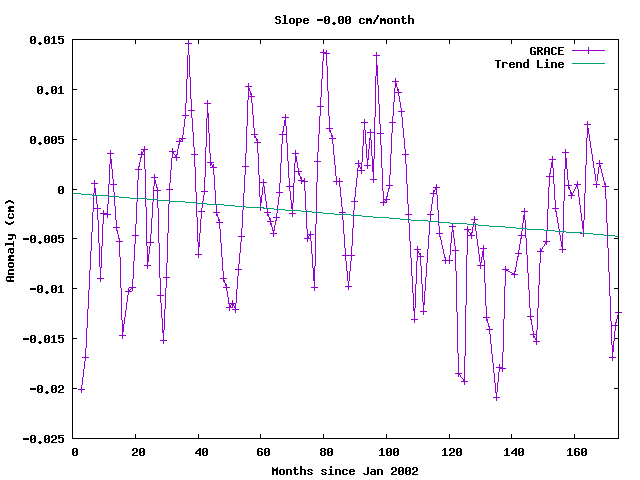 Slope -0.00 cm/month
GRACE
Trend Line
0.015
0.01
0.005
0
-0.005
-0.01
-0.015
-0.02
-0.025
Anomaly (cm)
0 20 40 60 80 100 120 140 160
Months since Jan 2002